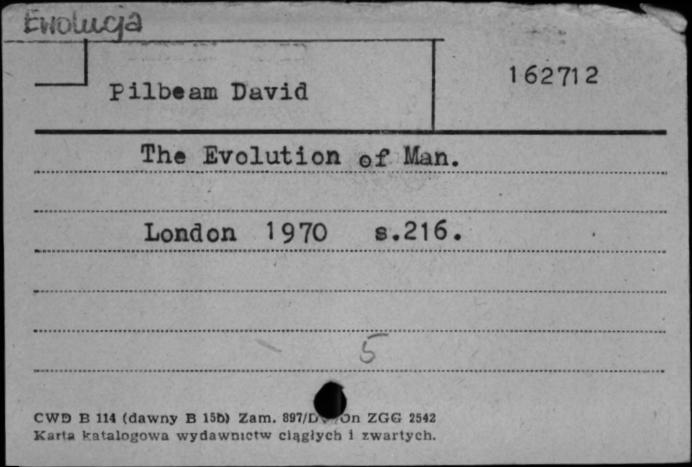 Ewolucja
Pilbeam David
162712
The Evolution of Man.
London 1970 s.216.
5
CWD B 114 (dawny B 15b) Zam. 897/D On ZGG 2542
Karta katalogowa wydawnictw ciągłych i zwartych.